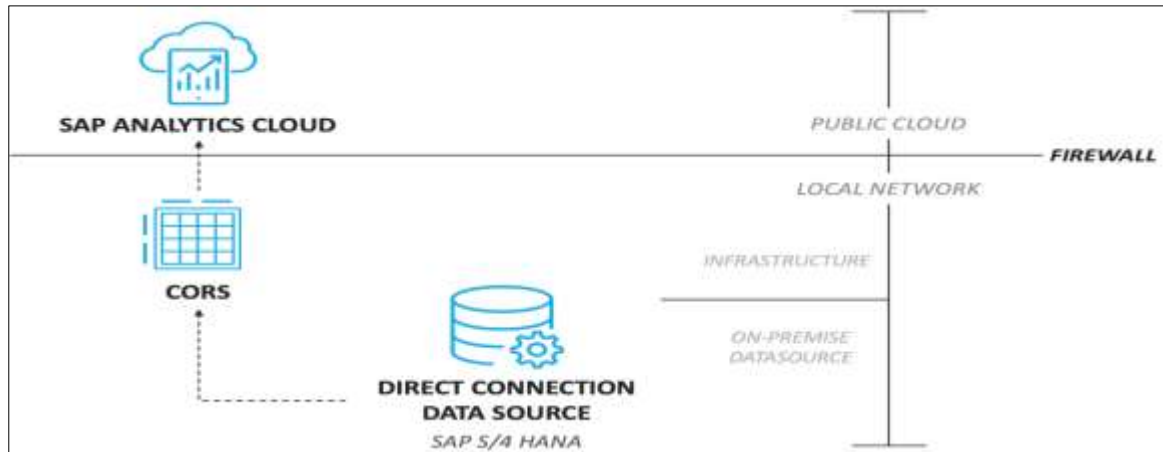 SAP ANALYTICS CLOUD
PUBLIC CLOUD
FIREWALL
LOCAL NETWORK
INFRASTRUCTURE
CORS
ON-PREMISE
DATASOURCE
DIRECT CONNECTION
DATA SOURCE
SAP S/4 HANA